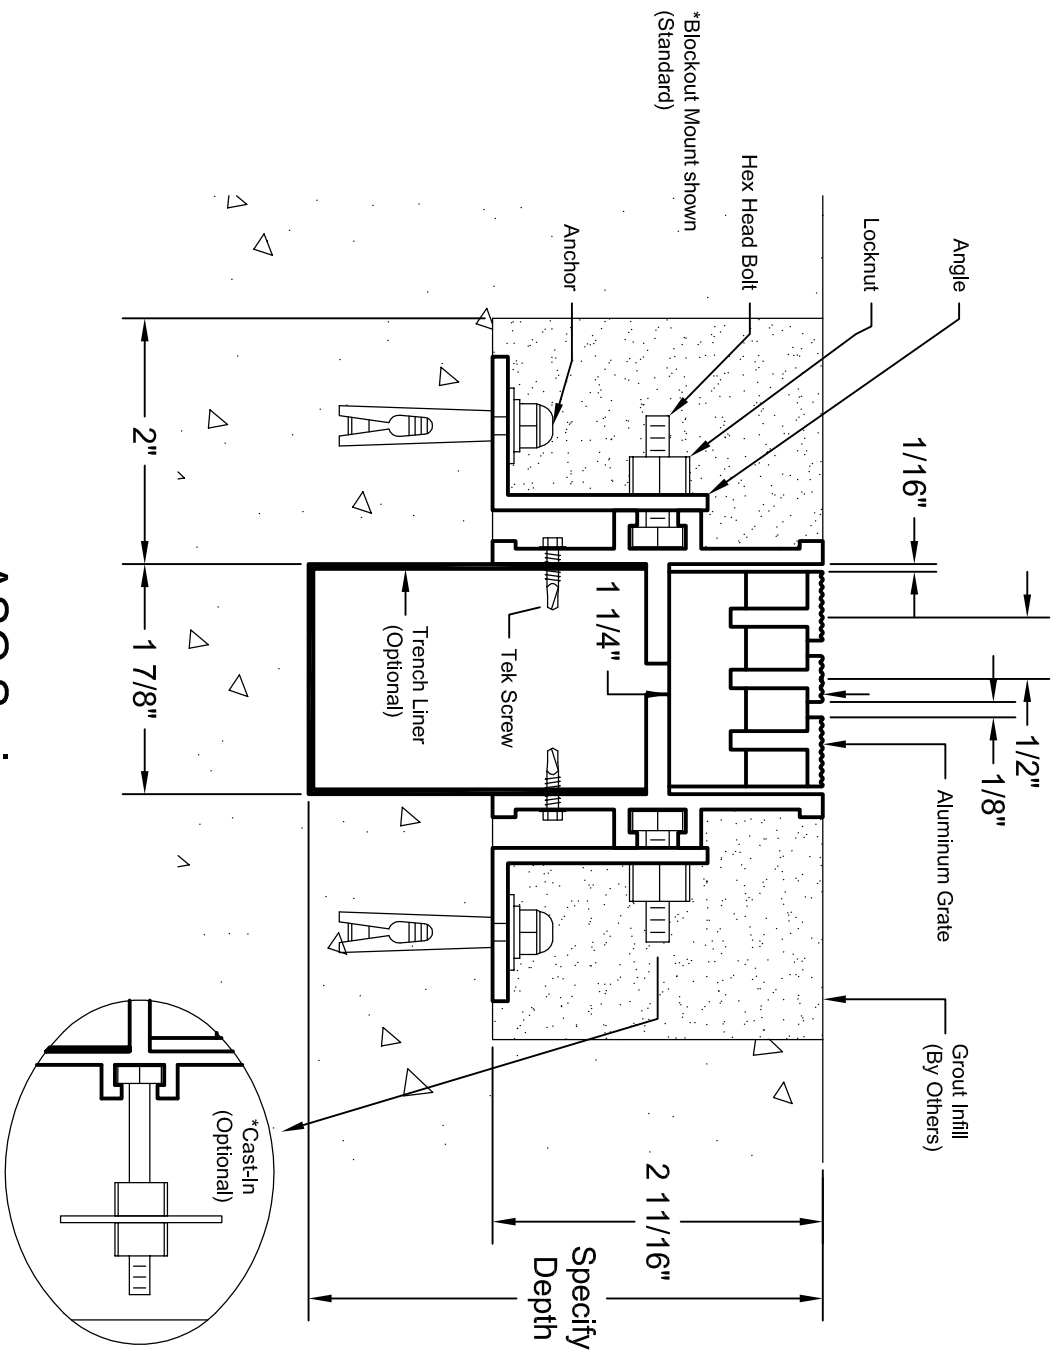 *Blockout Mount shown
(Standard)
Hex Head Bolt
Locknut
Angle
Anchor
1/16"
1/2"
1/8"
Aluminum Grate
Grout Infill
(By Others)
1 1/4"
Tek Screw
Trench Liner
(Optional)
2"
1 7/8"
2 11/16"
Specify
Depth
*Cast-In
(Optional)